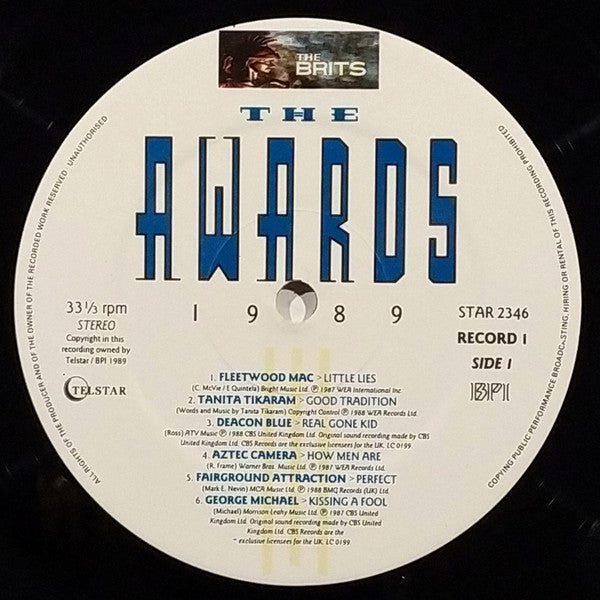 THE
BRITS
THE
AWARDS
1989
33 1/3 rpm
STEREO
Copyright in this
recording owned by
Telstar / BPI 1989
TELSTAR
STAR 2346
RECORD 1
SIDE 1
BPI
1. FLEETWOOD MAC > LITTLE LIES
(C. McVie / E Quintela) Bright Music Ltd. ℗ 1987 WEA International Inc.
2. TANITA TIKARAM > GOOD TRADITION
(Words and Music by Tanita Tikaram) Copyright Control ℗ 1988 WEA Records Ltd.
3. DEACON BLUE > REAL GONE KID
(Ross) ATV Music ℗ 1988 CBS United Kingdom Ltd. Original sound recording made by CBS
United Kingdom Ltd. CBS Records are the exclusive licensees for the UK. LC 0199
4. AZTEC CAMERA > HOW MEN ARE
(R. Frame) Warner Bros. Music Ltd. ℗ 1987 WEA Records Ltd.
5. FAIRGROUND ATTRACTION > PERFECT
(Mark E. Nevin) MCA Music Ltd. ℗ 1988 BMG Records (UK) Ltd.
6. GEORGE MICHAEL > KISSING A FOOL
(Michael) Morrison Leahy Music Ltd. ℗ 1987 CBS United
Kingdom Ltd. Original sound recording made by CBS United
Kingdom Ltd. CBS Records are the
exclusive licensees for the UK. LC 0199
ALL RIGHTS OF THE PRODUCER AND OF THE OWNER OF THE RECORDED WORK RESERVED. UNAUTHORISED
COPYING PUBLIC PERFORMANCE BROADCASTING, HIRING OR RENTAL OF THIS RECORDING PROHIBITED